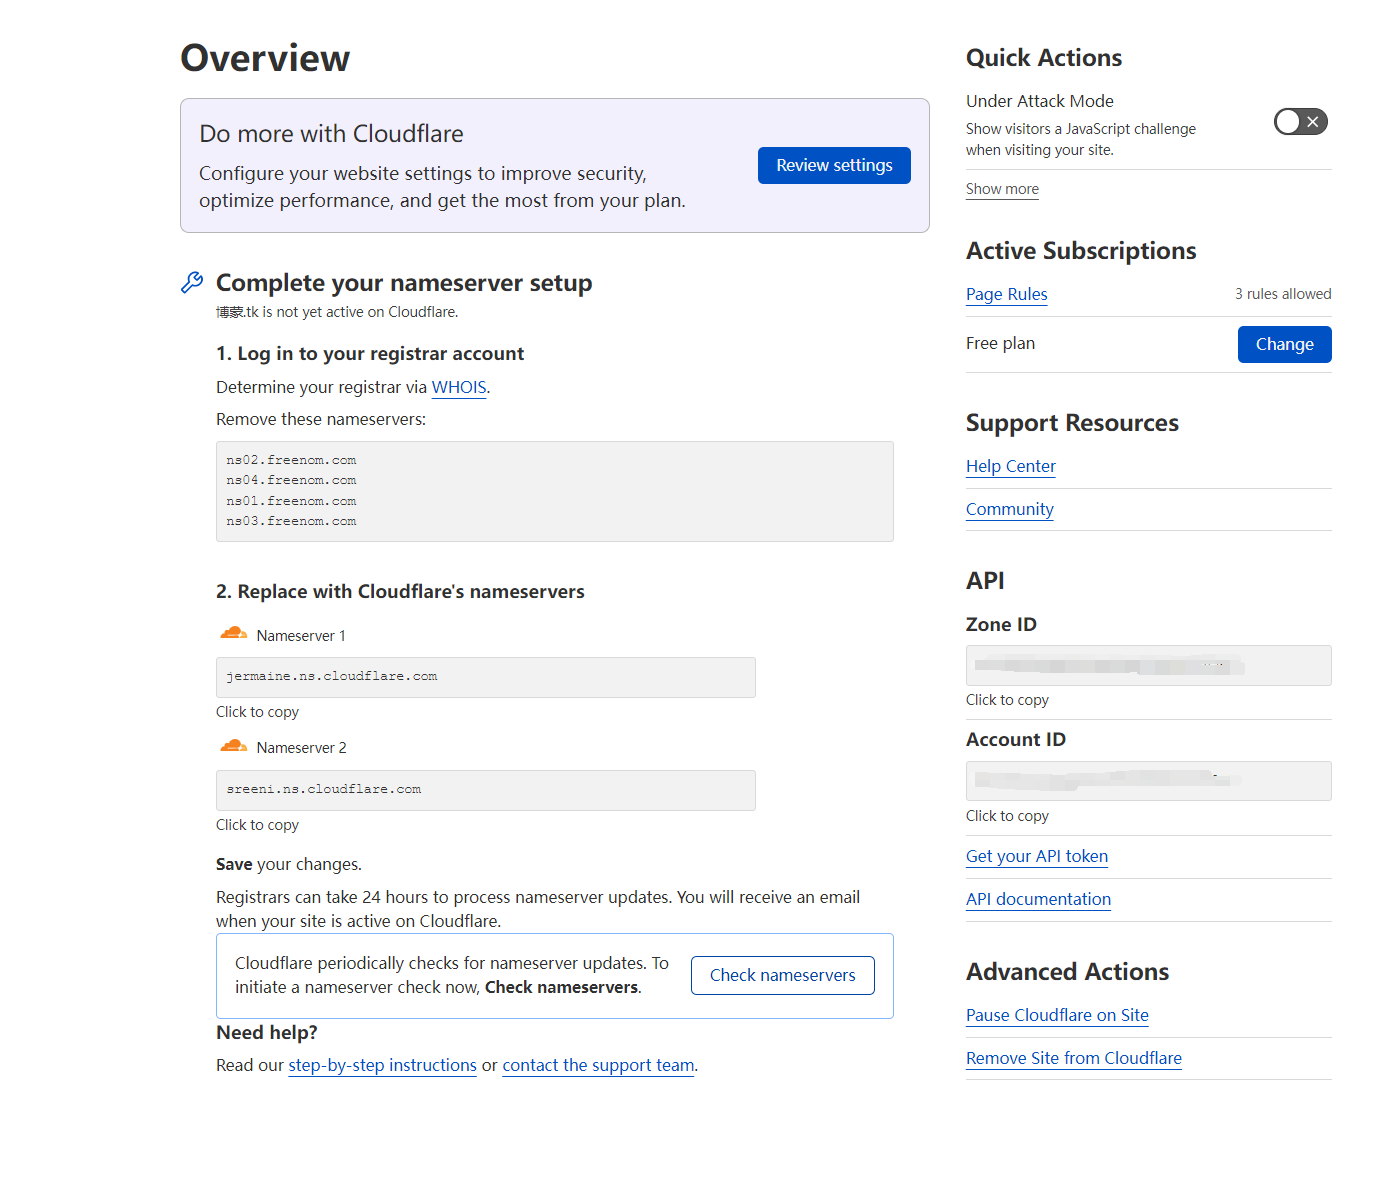 Overview
Do more with Cloudflare
Configure your website settings to improve security,
optimize performance, and get the most from your plan.
Review settings
Complete your nameserver setup
博蒙.tk is not yet active on Cloudflare.
1. Log in to your registrar account
Determine your registrar via WHOIS.
Remove these nameservers:
ns02.freenom.com
ns04.freenom.com
ns01.freenom.com
ns03.freenom.com
2. Replace with Cloudflare's nameservers
Nameserver 1
jermaine.ns.cloudflare.com
Click to copy
Nameserver 2
sreeni.ns.cloudflare.com
Click to copy
Save your changes.
Registrars can take 24 hours to process nameserver updates. You will receive an email
when your site is active on Cloudflare.
Cloudflare periodically checks for nameserver updates. To
initiate a nameserver check now, Check nameservers.
Check nameservers
Need help?
Read our step-by-step instructions or contact the support team.
Quick Actions
Under Attack Mode
Show visitors a JavaScript challenge
when visiting your site.
Show more
Active Subscriptions
Page Rules
3 rules allowed
Free plan
Change
Support Resources
Help Center
Community
API
Zone ID
Click to copy
Account ID
Click to copy
Get your API token
API documentation
Advanced Actions
Pause Cloudflare on Site
Remove Site from Cloudflare